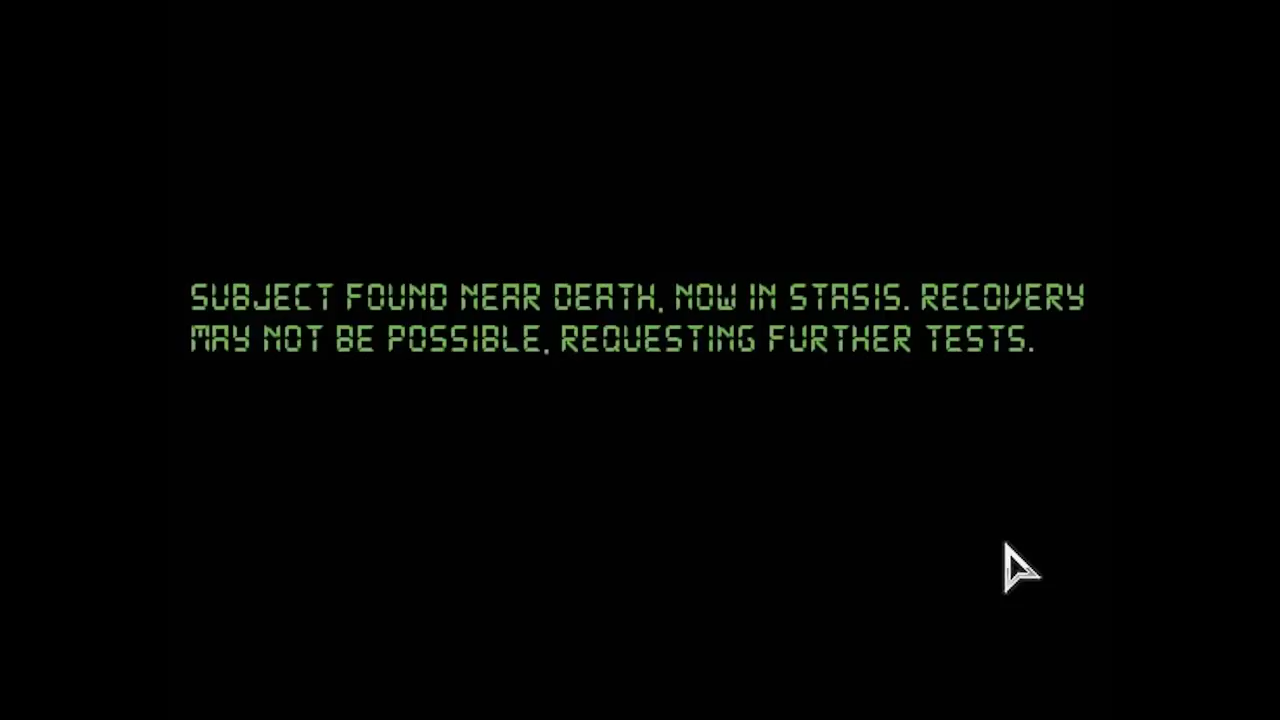 SUBJECT FOUND NEAR DEATH, NOW IN STASIS. RECOVERY
MAY NOT BE POSSIBLE, REQUESTING FURTHER TESTS.